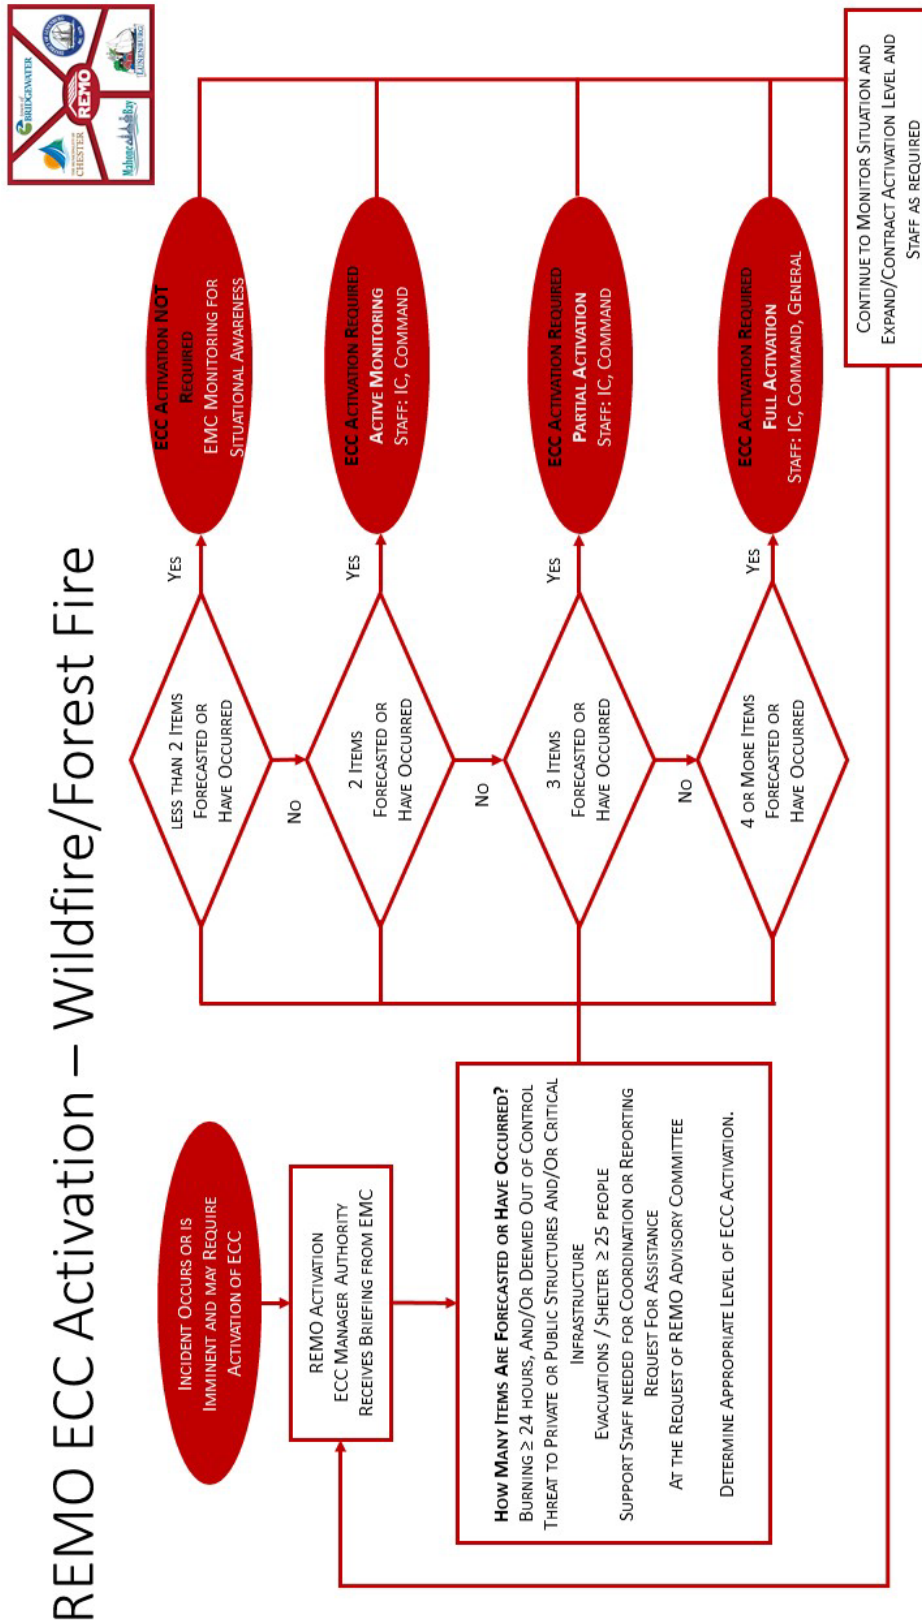 REMO ECC Activation – Wildfire/Forest Fire
Town of
BRIDGEWATER
THE MUNICIPALITY OF
CHESTER
REMO
Mahone Bay
LUNENBURG
INCIDENT OCCURS OR IS
IMMINENT AND MAY REQUIRE
ACTIVATION OF ECC
REMO ACTIVATION
ECC MANAGER AUTHORITY
RECEIVES BRIEFING FROM EMC
HOW MANY ITEMS ARE FORECASTED OR HAVE OCCURRED?
BURNING ≥ 24 HOURS, AND/OR DEEMED OUT OF CONTROL
THREAT TO PRIVATE OR PUBLIC STRUCTURES AND/OR CRITICAL
INFRASTRUCTURE
EVACUATIONS / SHELTER ≥ 25 PEOPLE
SUPPORT STAFF NEEDED FOR COORDINATION OR REPORTING
REQUEST FOR ASSISTANCE
AT THE REQUEST OF REMO ADVISORY COMMITTEE
DETERMINE APPROPRIATE LEVEL OF ECC ACTIVATION.
LESS THAN 2 ITEMS
FORECASTED OR
HAVE OCCURRED
YES
ECC ACTIVATION NOT
REQUIRED
EMC MONITORING FOR
SITUATIONAL AWARENESS
NO
2 ITEMS
FORECASTED OR
HAVE OCCURRED
YES
ECC ACTIVATION REQUIRED
ACTIVE MONITORING
STAFF: IC, COMMAND
NO
3 ITEMS
FORECASTED OR
HAVE OCCURRED
YES
ECC ACTIVATION REQUIRED
PARTIAL ACTIVATION
STAFF: IC, COMMAND
NO
4 OR MORE ITEMS
FORECASTED OR
HAVE OCCURRED
YES
ECC ACTIVATION REQUIRED
FULL ACTIVATION
STAFF: IC, COMMAND, GENERAL
CONTINUE TO MONITOR SITUATION AND
EXPAND/CONTRACT ACTIVATION LEVEL AND
STAFF AS REQUIRED